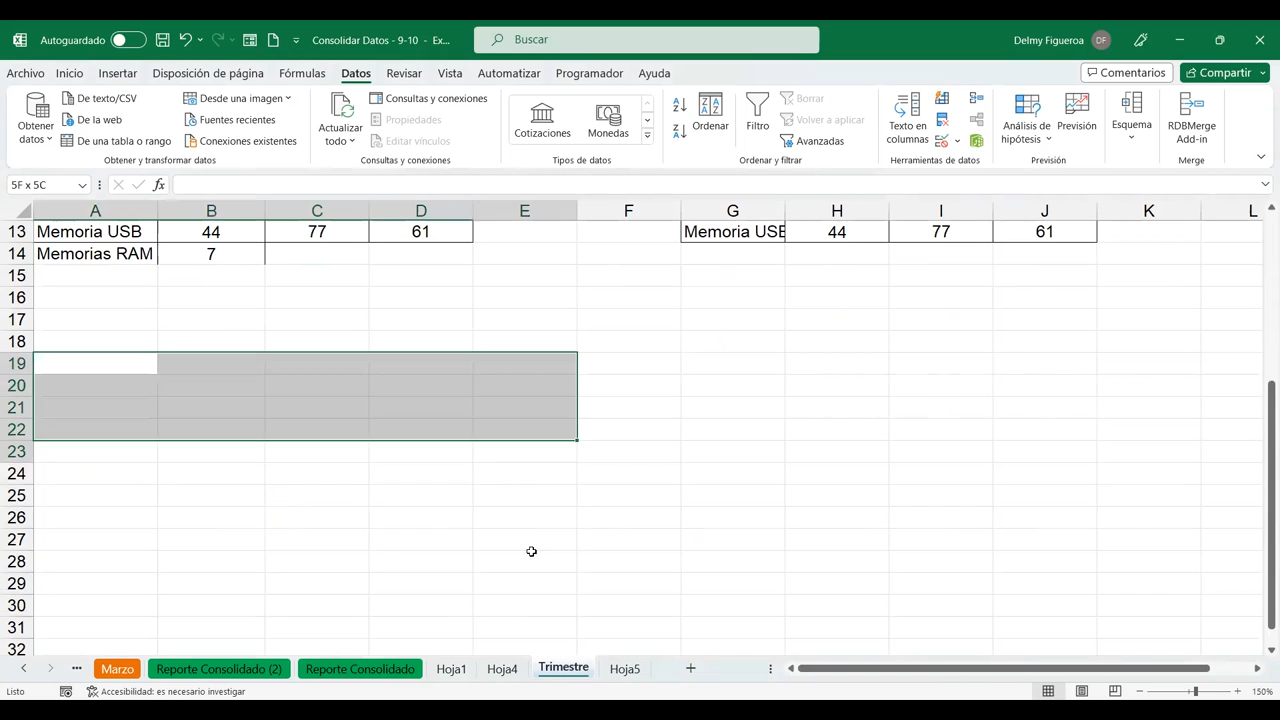 Autoguardado
Consolidar Datos - 9-10 - Ex...
Buscar
Delmy Figueroa
DF
Archivo Inicio Insertar Disposición de página Fórmulas Datos Revisar Vista Automatizar Programador Ayuda
Comentarios
Compartir
Obtener datos
De texto/CSV
De la web
De una tabla o rango
Desde una imagen
Fuentes recientes
Conexiones existentes
Obtener y transformar datos
Actualizar todo
Consultas y conexiones
Propiedades
Editar vínculos
Consultas y conexiones
Cotizaciones
Monedas
Tipos de datos
Ordenar
Filtro
Borrar
Volver a aplicar
Avanzadas
Ordenar y filtrar
Texto en columnas
Herramientas de datos
Análisis de hipótesis
Previsión
Previsión
Esquema
RDBMerge Add-in
Merge
5F x 5C
fx
A B C D E F G H I J K L
13 Memoria USB 44 77 61 Memoria USE 44 77 61
14 Memorias RAM 7
15
16
17
18
19
20
21
22
23
24
25
26
27
28
29
30
31
32
... Marzo Reporte Consolidado (2) Reporte Consolidado Hoja1 Hoja4 Trimestre Hoja5 +
Listo
Accesibilidad: es necesario investigar
150%